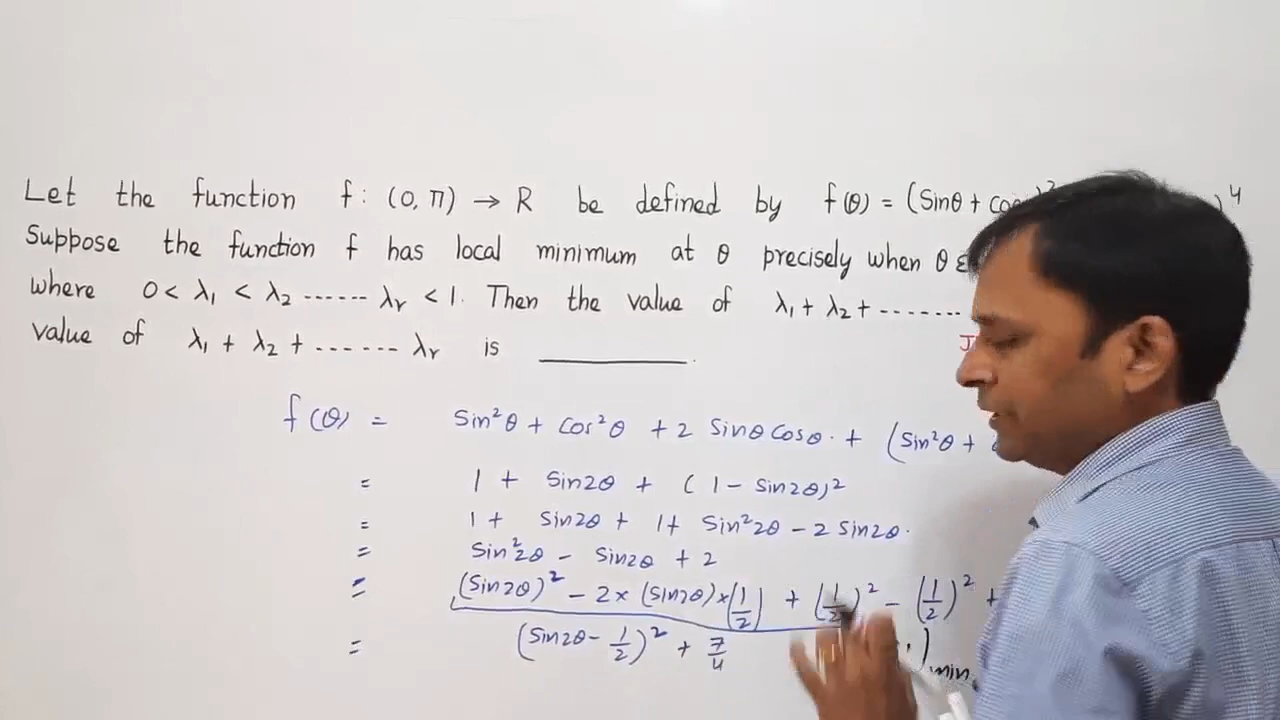 Let the function f: (0, π) → R be defined by f(θ) = (Sinθ + cos )² )⁴
Suppose the function f has local minimum at θ precisely when θ ε
where 0 < λ₁ < λ₂ ...... λr < 1. Then the value of λ₁ + λ₂ + .......
value of λ₁ + λ₂ + ...... λr is ________.
J
f(θ) = Sin²θ + Cos²θ + 2 Sinθ Cosθ. + (Sin²θ +
= 1 + Sin2θ + (1 - Sin2θ)²
= 1 + Sin2θ + 1 + Sin²2θ - 2 Sin2θ.
= Sin²2θ - Sin2θ + 2
= (Sin2θ)² - 2 × (Sin2θ) × (1/2) + (1/2)² - (1/2)² +
= (Sin2θ - 1/2)² + 7/4 )min.